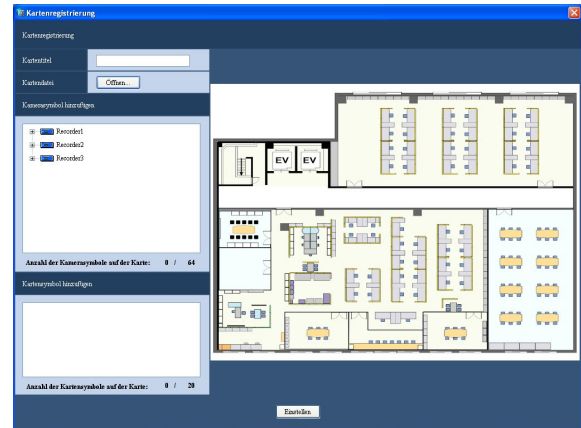 Kartenregistrierung
Kartenregistrierung
Kartentitel
Kartendatei
Öffnen...
Kamerasymbol hinzufügen
Recorder1
Recorder2
Recorder3
Anzahl der Kamerasymbole auf der Karte: 0 / 64
Kartensymbol hinzufügen
Anzahl der Kartensymbole auf der Karte: 0 / 20
EV
EV
Einstellen